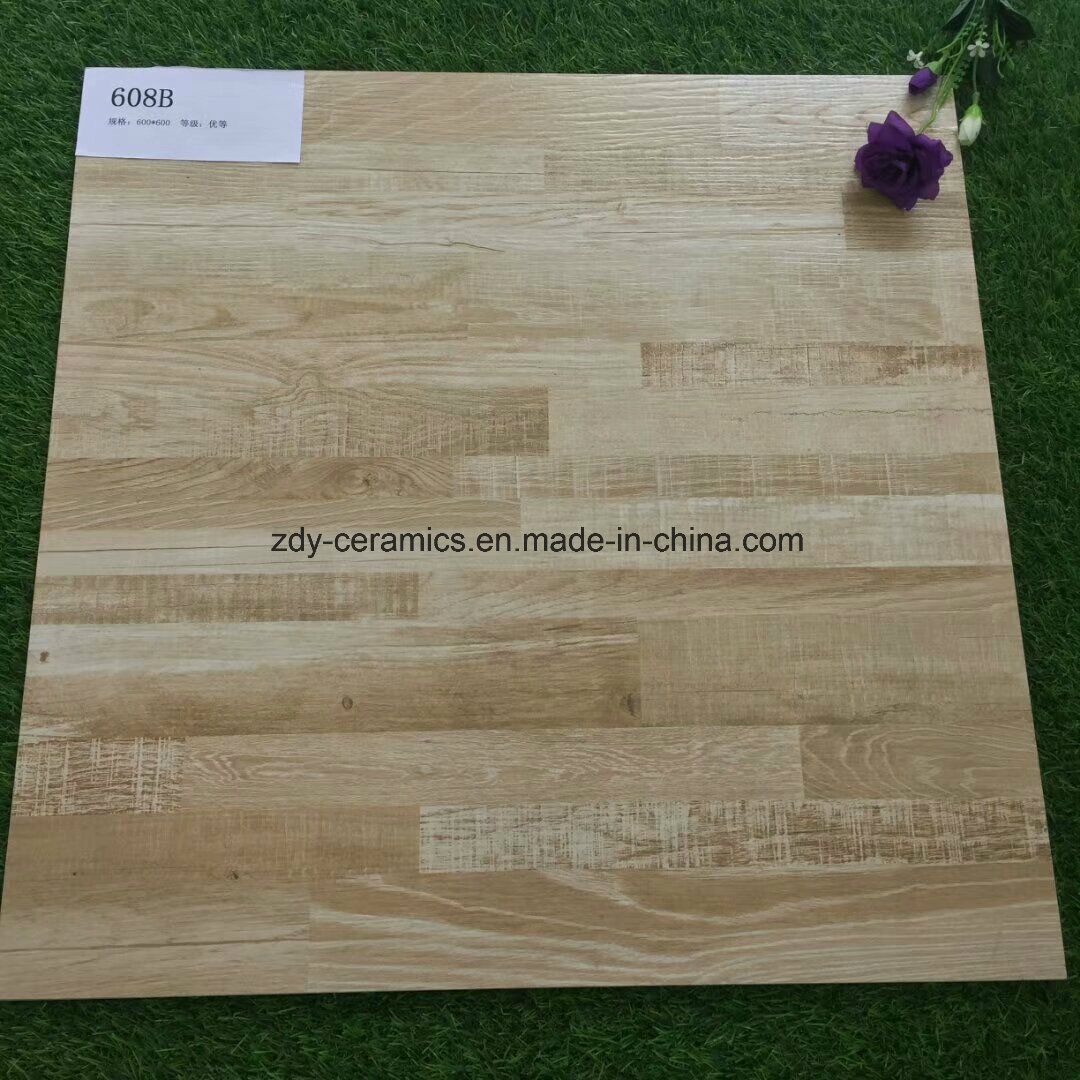 608B
规格：600*600 等级：优等
zdy-ceramics.en.made-in-china.com